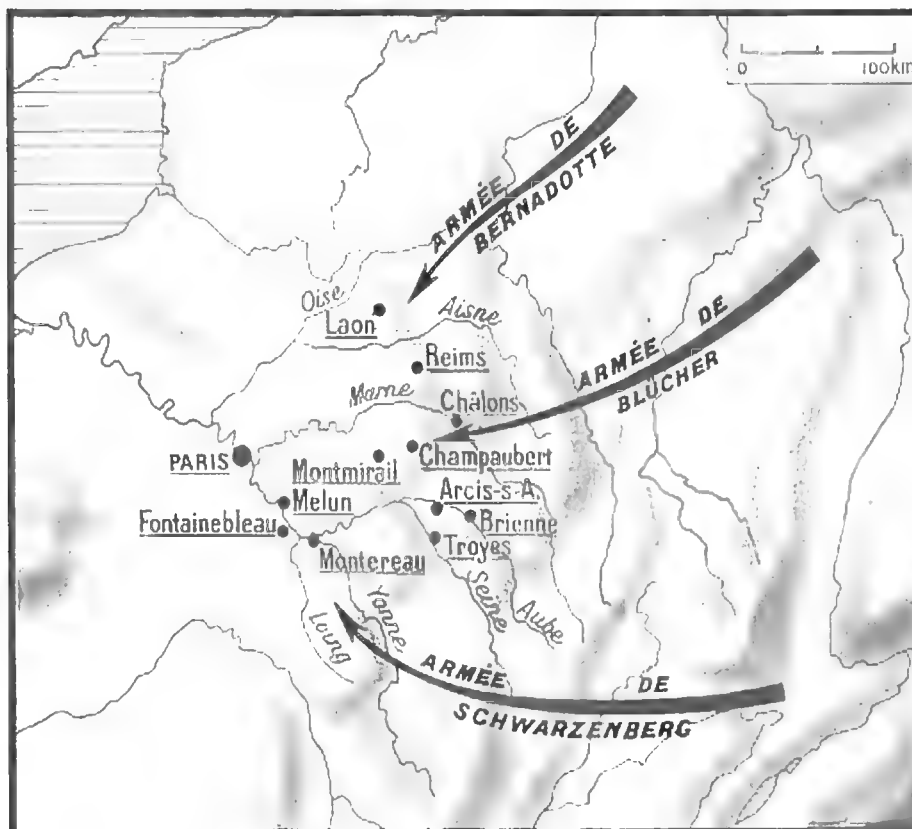 0 100km
ARMÉE DE
BERNADOTTE
Oise
Laon
Aisne
Reims
ARMÉE DE
BLÜCHER
Marne
Châlons
PARIS
Montmirail
Champaubert
Melun
Arcis-s-A.
Brienne
Fontainebleau
Troyes
Montereau
Seine
Aube
Yonne
Loing
ARMÉE DE
SCHWARZENBERG